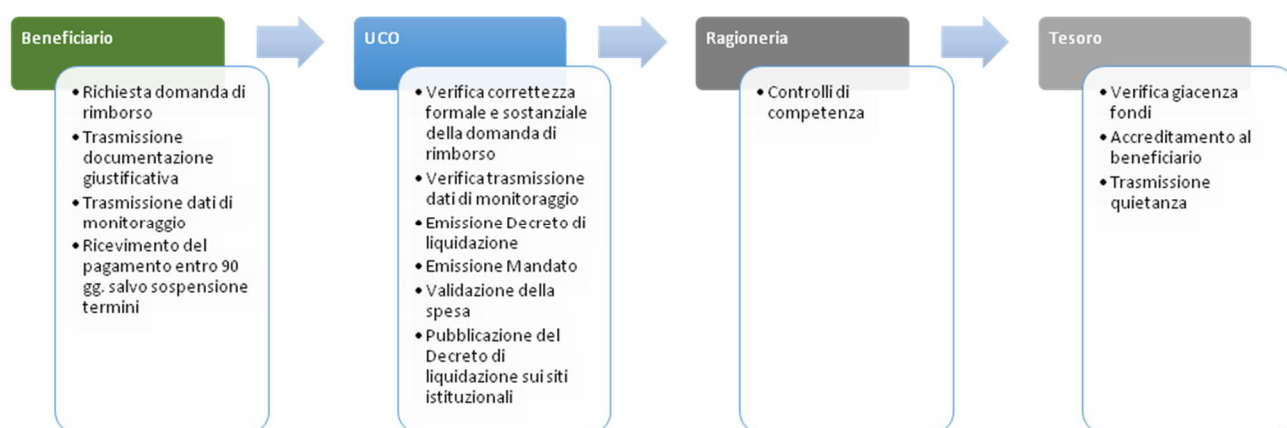 Beneficiario
• Richiesta domanda di
rimborso
• Trasmissione
documentazione
giustificativa
• Trasmissione dati di
monitoraggio
• Ricevimento del
pagamento entro 90
gg. salvo sospensione
termini
UCO
• Verifica correttezza
formale e sostanziale
della domanda di
rimborso
• Verifica trasmissione
dati di monitoraggio
• Emissione Decreto di
liquidazione
• Emissione Mandato
• Validazione della
spesa
• Pubblicazione del
Decreto di
liquidazione sui siti
istituzionali
Ragioneria
• Controlli di
competenza
Tesoro
• Verifica giacenza
fondi
• Accreditamento al
beneficiario
• Trasmissione
quietanza